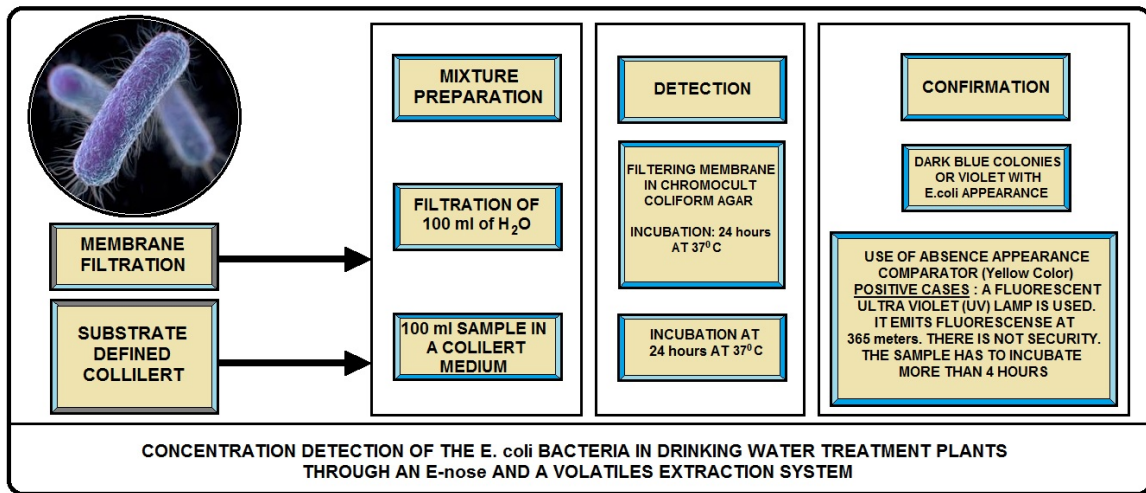 MEMBRANE
FILTRATION
SUBSTRATE
DEFINED
COLLILERT
MIXTURE
PREPARATION
FILTRATION OF
100 ml of H₂O
100 ml SAMPLE IN
A COLILERT
MEDIUM
DETECTION
FILTERING MEMBRANE
IN CHROMOCULT
COLIFORM AGAR
INCUBATION: 24 hours
AT 37⁰C
INCUBATION AT
24 hours AT 37⁰C
CONFIRMATION
DARK BLUE COLONIES
OR VIOLET WITH
E.coli APPEARANCE
USE OF ABSENCE APPEARANCE
COMPARATOR (Yellow Color)
POSITIVE CASES : A FLUORESCENT
ULTRA VIOLET (UV) LAMP IS USED.
IT EMITS FLUORESCENSE AT
365 meters. THERE IS NOT SECURITY.
THE SAMPLE HAS TO INCUBATE
MORE THAN 4 HOURS
CONCENTRATION DETECTION OF THE E. coli BACTERIA IN DRINKING WATER TREATMENT PLANTS
THROUGH AN E-nose AND A VOLATILES EXTRACTION SYSTEM